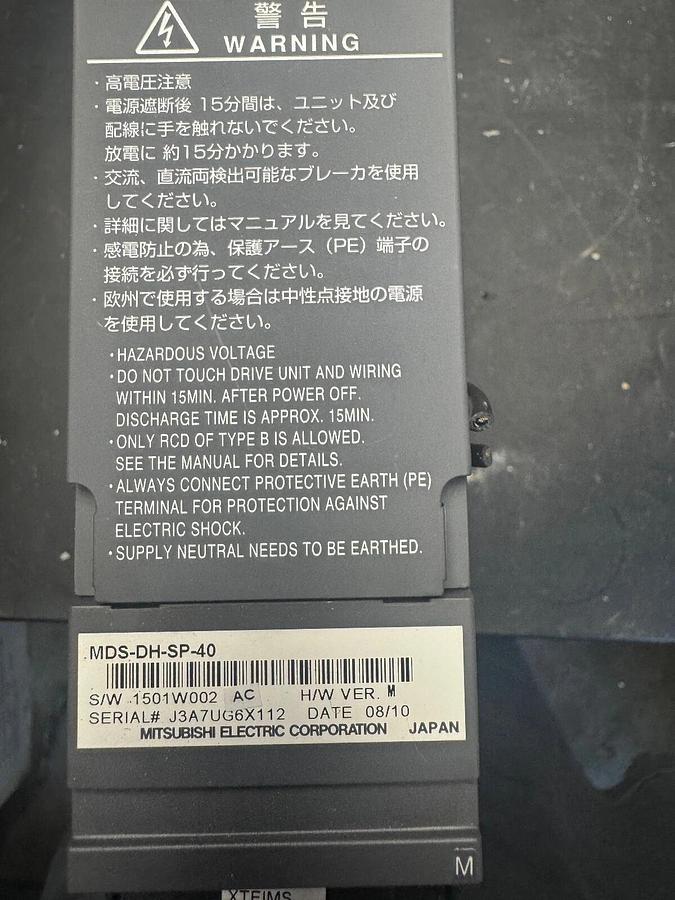 警告
WARNING
・高電圧注意
・電源遮断後 15分間は、ユニット及び
配線に手を触れないでください。
放電に 約15分かかります。
・交流、直流両検出可能なブレーカを使用
してください。
・詳細に関してはマニュアルを見てください。
・感電防止の為、保護アース（PE）端子の
接続を必ず行ってください。
・欧州で使用する場合は中性点接地の電源
を使用してください。
・HAZARDOUS VOLTAGE
・DO NOT TOUCH DRIVE UNIT AND WIRING
WITHIN 15MIN. AFTER POWER OFF.
DISCHARGE TIME IS APPROX. 15MIN.
・ONLY RCD OF TYPE B IS ALLOWED.
SEE THE MANUAL FOR DETAILS.
・ALWAYS CONNECT PROTECTIVE EARTH (PE)
TERMINAL FOR PROTECTION AGAINST
ELECTRIC SHOCK.
・SUPPLY NEUTRAL NEEDS TO BE EARTHED.
MDS-DH-SP-40
S/W 1501W002 AC H/W VER. M
SERIAL# J3A7UG6X112 DATE 08/10
MITSUBISHI ELECTRIC CORPORATION JAPAN
M